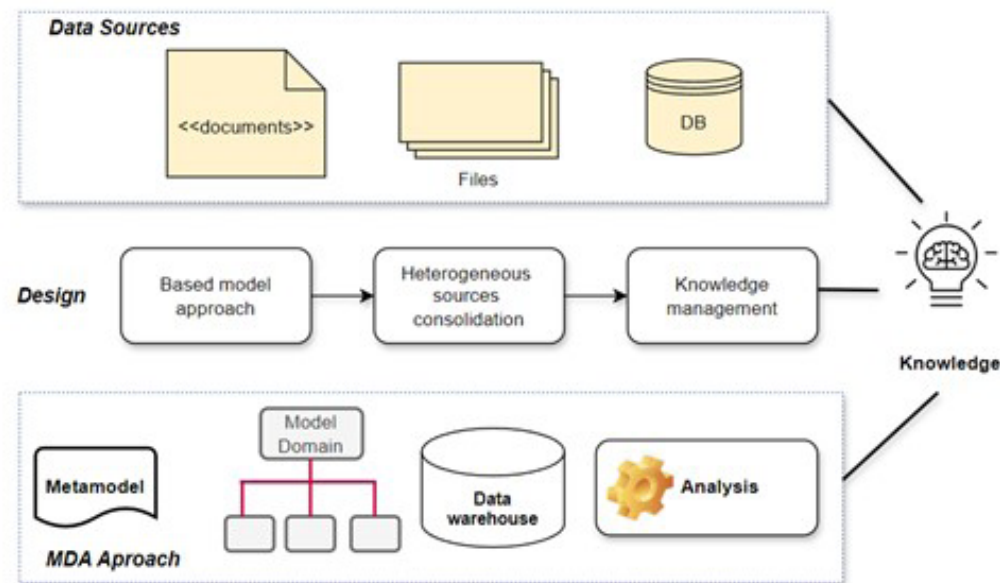 Data Sources
<<documents>>
Files
DB
Design
Based model
approach
Heterogeneous
sources
consolidation
Knowledge
management
Knowledge
Metamodel
Model
Domain
Data
warehouse
Analysis
MDA Aproach